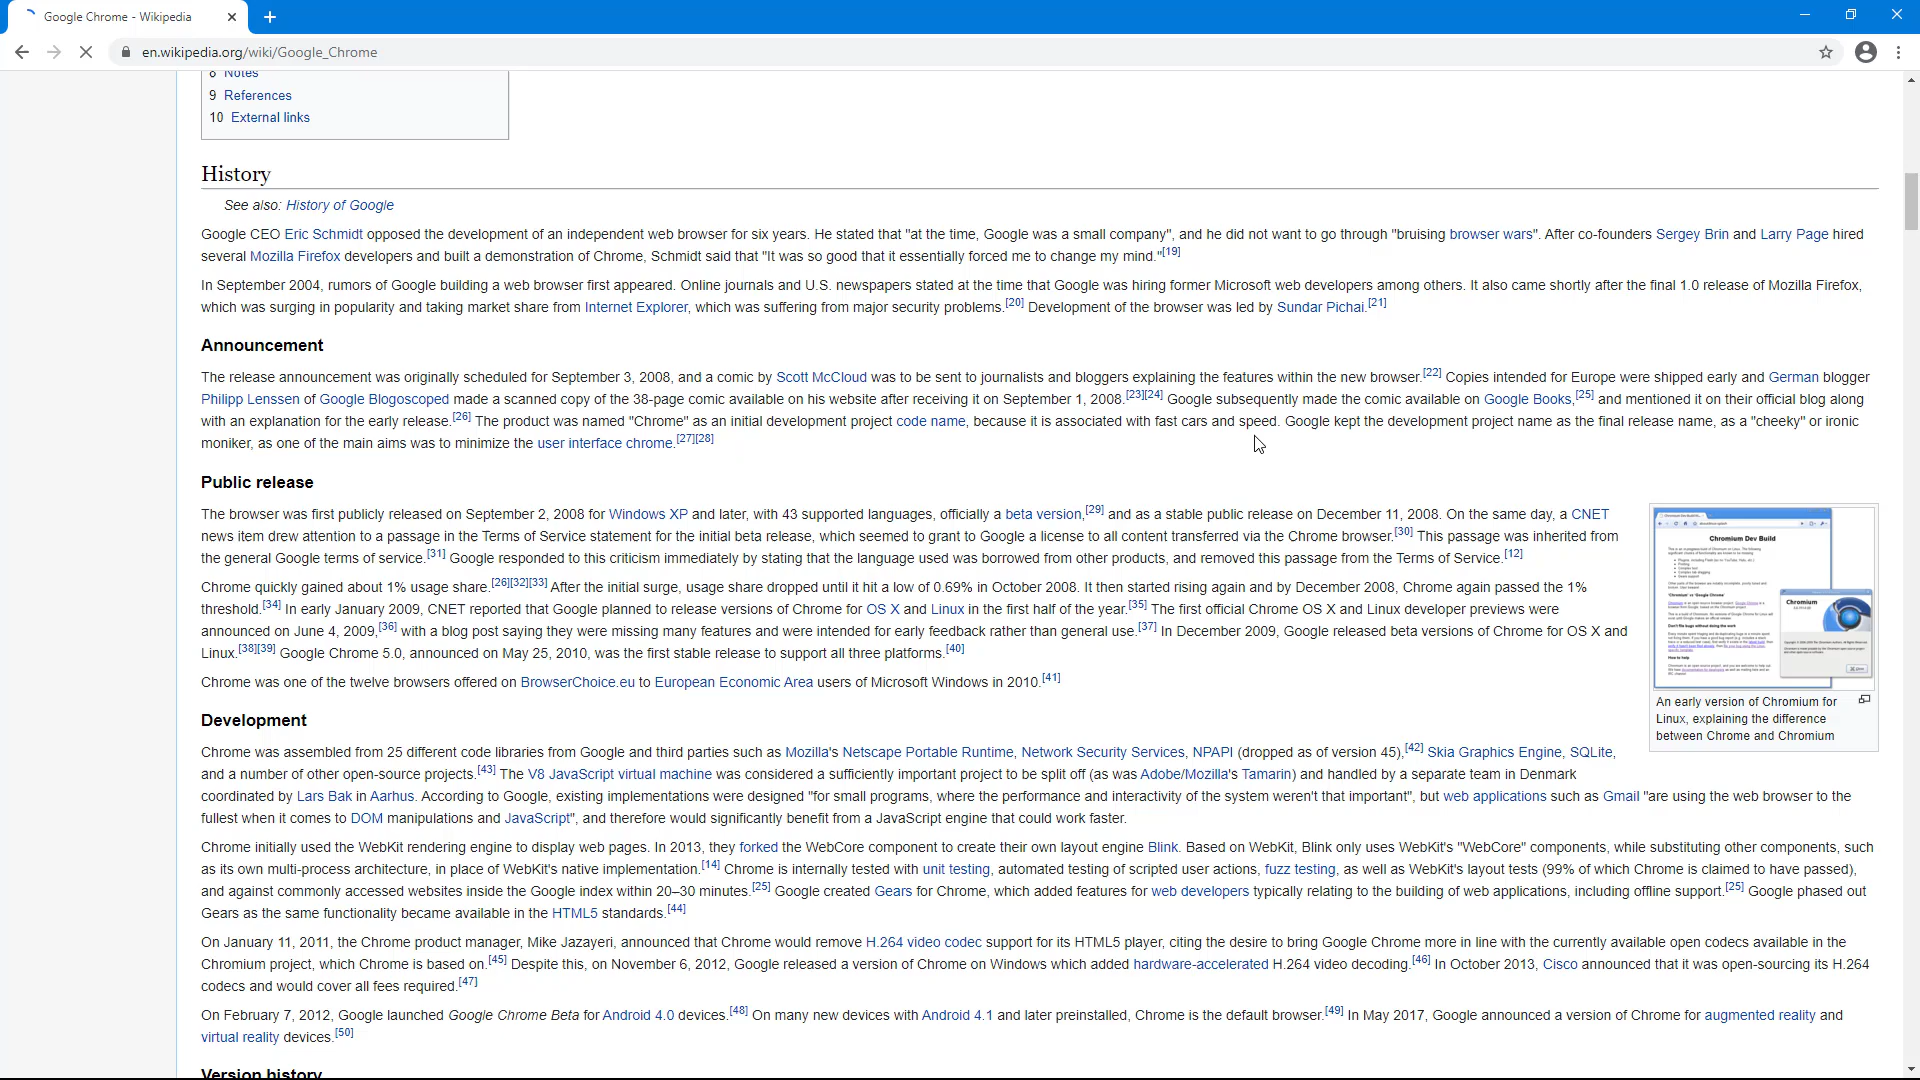 Google Chrome - Wikipedia
en.wikipedia.org/wiki/Google_Chrome
8 Notes
9 References
10 External links
History
See also: History of Google
Google CEO Eric Schmidt opposed the development of an independent web browser for six years. He stated that "at the time, Google was a small company", and he did not want to go through "bruising browser wars". After co-founders Sergey Brin and Larry Page hired
several Mozilla Firefox developers and built a demonstration of Chrome, Schmidt said that "It was so good that it essentially forced me to change my mind."[19]
In September 2004, rumors of Google building a web browser first appeared. Online journals and U.S. newspapers stated at the time that Google was hiring former Microsoft web developers among others. It also came shortly after the final 1.0 release of Mozilla Firefox,
which was surging in popularity and taking market share from Internet Explorer, which was suffering from major security problems.[20] Development of the browser was led by Sundar Pichai.[21]
Announcement
The release announcement was originally scheduled for September 3, 2008, and a comic by Scott McCloud was to be sent to journalists and bloggers explaining the features within the new browser.[22] Copies intended for Europe were shipped early and German blogger
Philipp Lenssen of Google Blogoscoped made a scanned copy of the 38-page comic available on his website after receiving it on September 1, 2008.[23][24] Google subsequently made the comic available on Google Books,[25] and mentioned it on their official blog along
with an explanation for the early release.[26] The product was named "Chrome" as an initial development project code name, because it is associated with fast cars and speed. Google kept the development project name as the final release name, as a "cheeky" or ironic
moniker, as one of the main aims was to minimize the user interface chrome.[27][28]
Public release
The browser was first publicly released on September 2, 2008 for Windows XP and later, with 43 supported languages, officially a beta version,[29] and as a stable public release on December 11, 2008. On the same day, a CNET
news item drew attention to a passage in the Terms of Service statement for the initial beta release, which seemed to grant to Google a license to all content transferred via the Chrome browser.[30] This passage was inherited from
the general Google terms of service.[31] Google responded to this criticism immediately by stating that the language used was borrowed from other products, and removed this passage from the Terms of Service.[12]
Chrome quickly gained about 1% usage share.[26][32][33] After the initial surge, usage share dropped until it hit a low of 0.69% in October 2008. It then started rising again and by December 2008, Chrome again passed the 1%
threshold.[34] In early January 2009, CNET reported that Google planned to release versions of Chrome for OS X and Linux in the first half of the year.[35] The first official Chrome OS X and Linux developer previews were
announced on June 4, 2009,[36] with a blog post saying they were missing many features and were intended for early feedback rather than general use.[37] In December 2009, Google released beta versions of Chrome for OS X and
Linux.[38][39] Google Chrome 5.0, announced on May 25, 2010, was the first stable release to support all three platforms.[40]
Chrome was one of the twelve browsers offered on BrowserChoice.eu to European Economic Area users of Microsoft Windows in 2010.[41]
Chromium Dev Build
Chromium
An early version of Chromium for
Linux, explaining the difference
between Chrome and Chromium
Development
Chrome was assembled from 25 different code libraries from Google and third parties such as Mozilla's Netscape Portable Runtime, Network Security Services, NPAPI (dropped as of version 45),[42] Skia Graphics Engine, SQLite,
and a number of other open-source projects.[43] The V8 JavaScript virtual machine was considered a sufficiently important project to be split off (as was Adobe/Mozilla's Tamarin) and handled by a separate team in Denmark
coordinated by Lars Bak in Aarhus. According to Google, existing implementations were designed "for small programs, where the performance and interactivity of the system weren't that important", but web applications such as Gmail "are using the web browser to the
fullest when it comes to DOM manipulations and JavaScript", and therefore would significantly benefit from a JavaScript engine that could work faster.
Chrome initially used the WebKit rendering engine to display web pages. In 2013, they forked the WebCore component to create their own layout engine Blink. Based on WebKit, Blink only uses WebKit's "WebCore" components, while substituting other components, such
as its own multi-process architecture, in place of WebKit's native implementation.[14] Chrome is internally tested with unit testing, automated testing of scripted user actions, fuzz testing, as well as WebKit's layout tests (99% of which Chrome is claimed to have passed),
and against commonly accessed websites inside the Google index within 20–30 minutes.[25] Google created Gears for Chrome, which added features for web developers typically relating to the building of web applications, including offline support.[25] Google phased out
Gears as the same functionality became available in the HTML5 standards.[44]
On January 11, 2011, the Chrome product manager, Mike Jazayeri, announced that Chrome would remove H.264 video codec support for its HTML5 player, citing the desire to bring Google Chrome more in line with the currently available open codecs available in the
Chromium project, which Chrome is based on.[45] Despite this, on November 6, 2012, Google released a version of Chrome on Windows which added hardware-accelerated H.264 video decoding.[46] In October 2013, Cisco announced that it was open-sourcing its H.264
codecs and would cover all fees required.[47]
On February 7, 2012, Google launched Google Chrome Beta for Android 4.0 devices.[48] On many new devices with Android 4.1 and later preinstalled, Chrome is the default browser.[49] In May 2017, Google announced a version of Chrome for augmented reality and
virtual reality devices.[50]
Version history